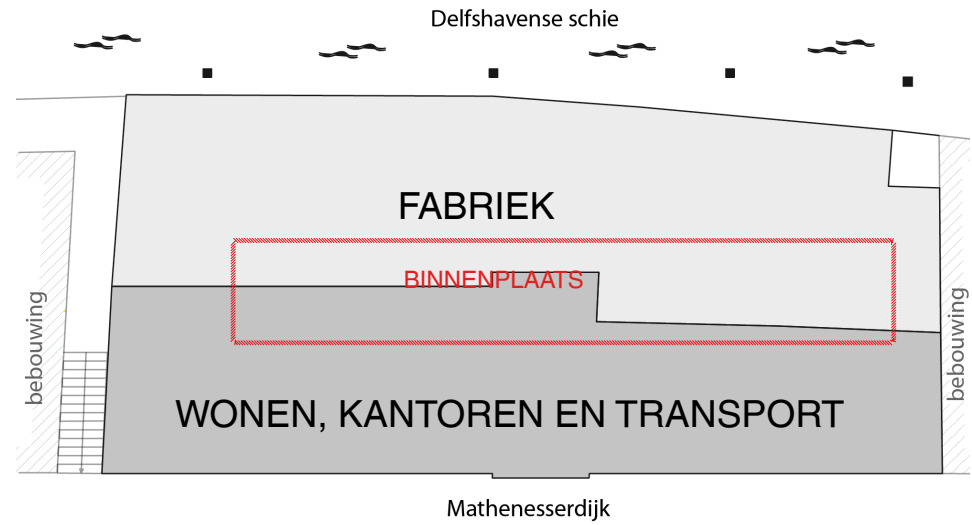 Delfshavense schie
FABRIEK
BINNENPLAATS
bebouwing
bebouwing
WONEN, KANTOREN EN TRANSPORT
Mathenesserdijk